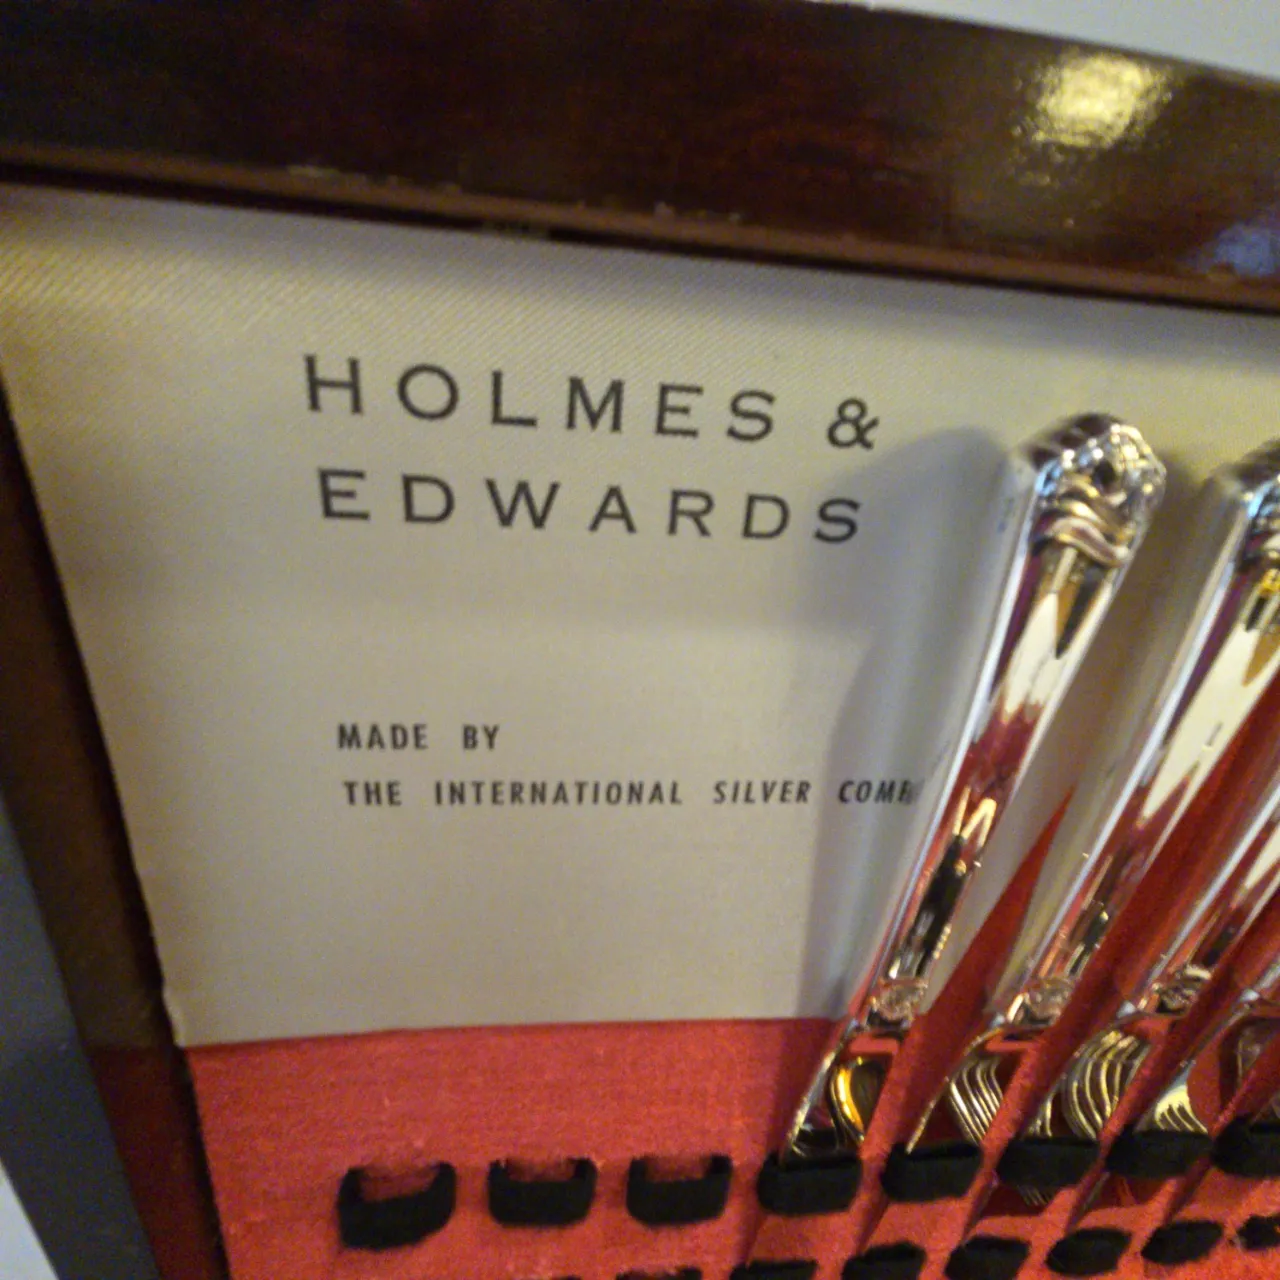 HOLMES &
EDWARDS
MADE BY
THE INTERNATIONAL SILVER